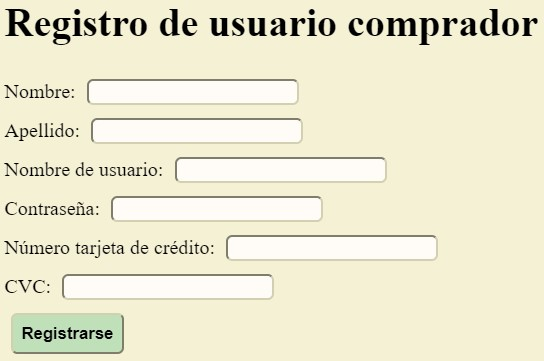 Registro de usuario comprador
Nombre:
Apellido:
Nombre de usuario:
Contraseña:
Número tarjeta de crédito:
CVC:
Registrarse